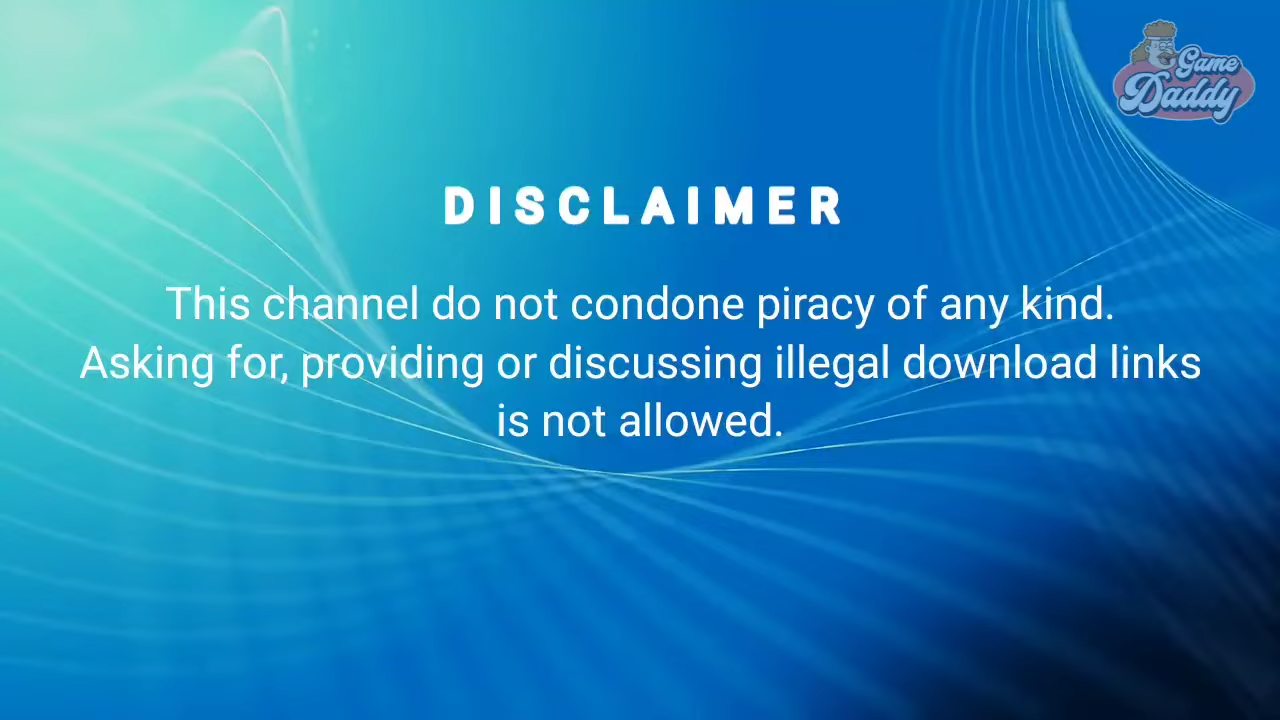 Game
Daddy
DISCLAIMER
This channel do not condone piracy of any kind.
Asking for, providing or discussing illegal download links
is not allowed.